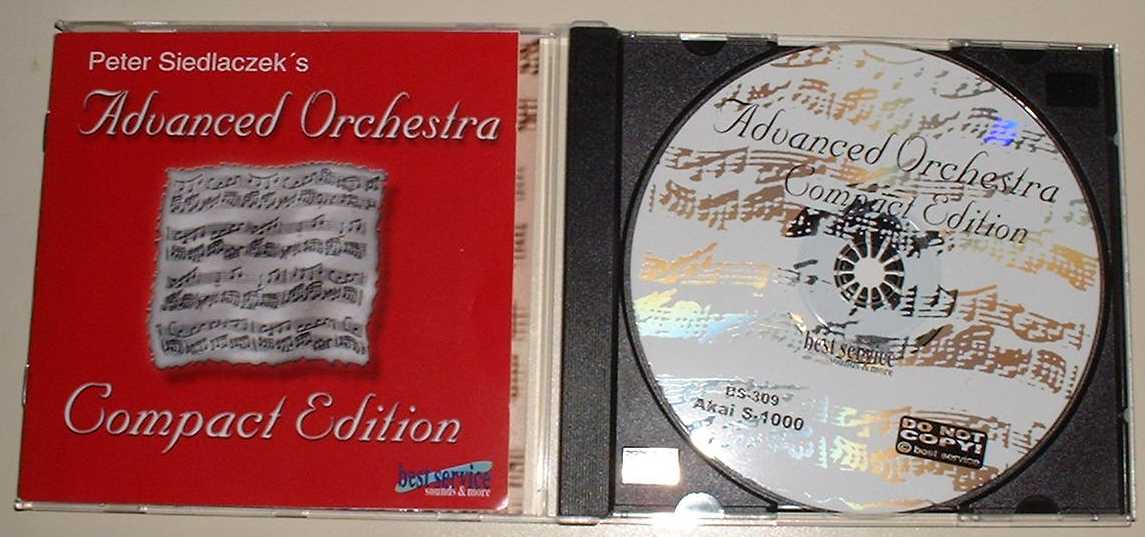 Peter Siedlaczek´s
Advanced Orchestra
Compact Edition
best service
sounds & more
Advanced Orchestra
Compact Edition
best service
sounds & more
BS-309
Akai S-1000
DO NOT
COPY!
© best service